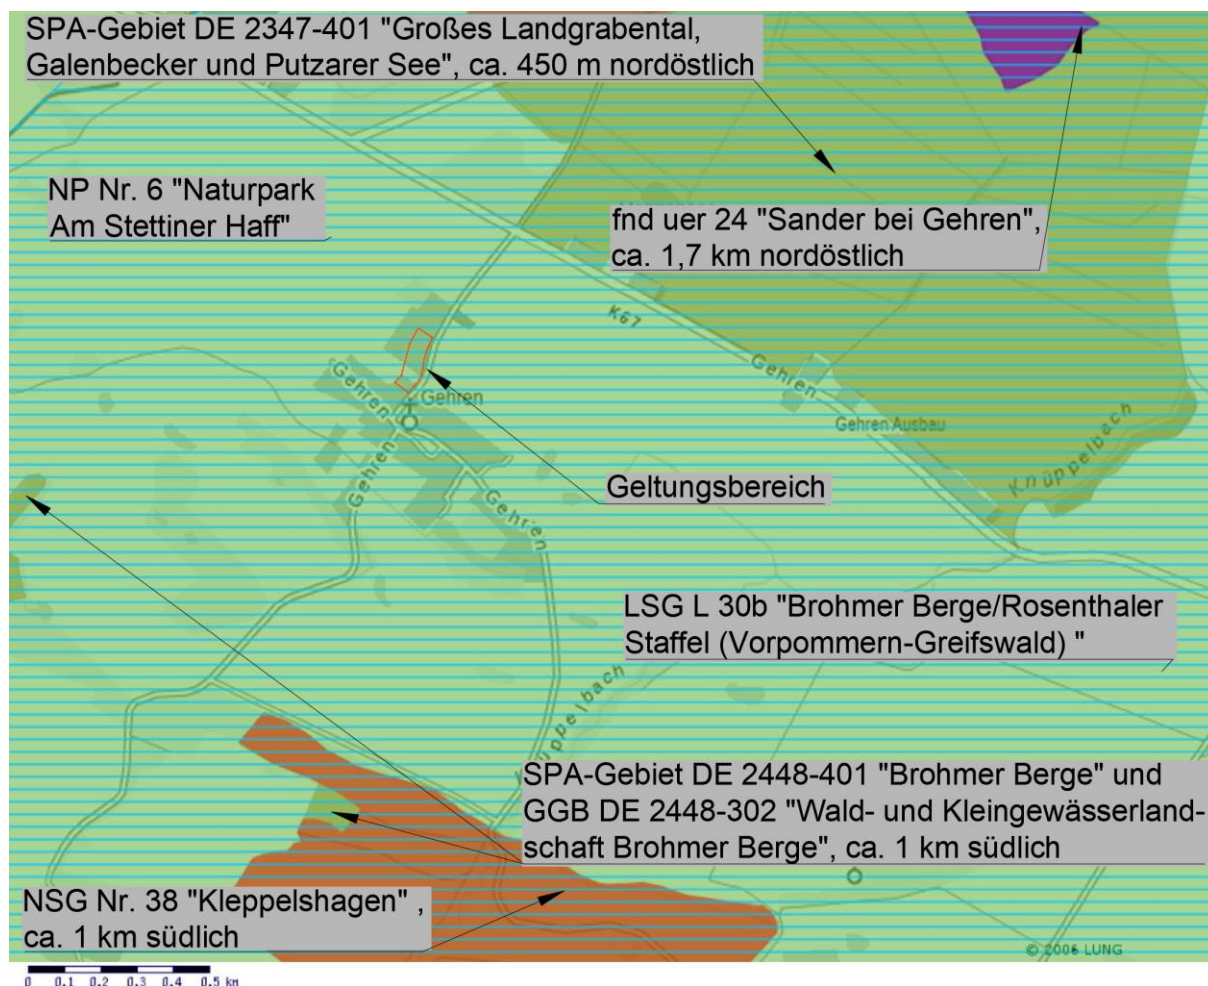 SPA-Gebiet DE 2347-401 "Großes Landgrabental,
Galenbecker und Putzarer See", ca. 450 m nordöstlich
NP Nr. 6 "Naturpark
Am Stettiner Haff"
fnd uer 24 "Sander bei Gehren",
ca. 1,7 km nordöstlich
K67
Gehren
Gehren
Gehren
Gehren Ausbau
Knüppelbach
Gehren
Gehren
Geltungsbereich
LSG L 30b "Brohmer Berge/Rosenthaler
Staffel (Vorpommern-Greifswald) "
SPA-Gebiet DE 2448-401 "Brohmer Berge" und
GGB DE 2448-302 "Wald- und Kleingewässerland-
schaft Brohmer Berge", ca. 1 km südlich
NSG Nr. 38 "Kleppelshagen" ,
ca. 1 km südlich
© 2006 LUNG
0 0.1 0.2 0.3 0.4 0.5 km